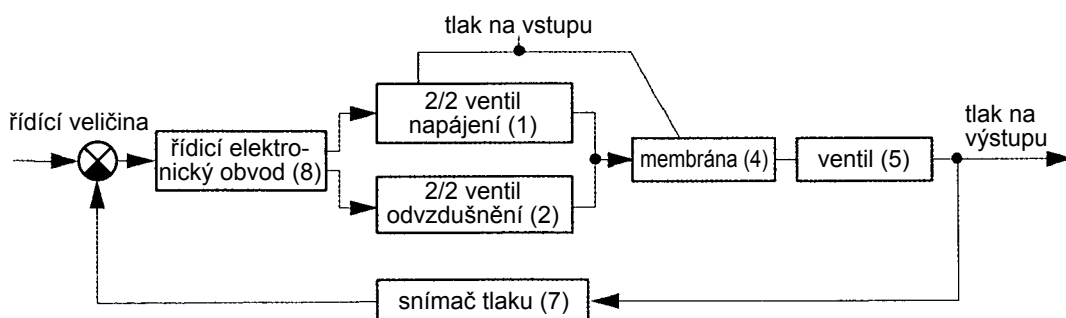 tlak na vstupu
řídící veličina
řídicí elektro-
nický obvod (8)
2/2 ventil
napájení (1)
2/2 ventil
odvzdušnění (2)
membrána (4)
ventil (5)
tlak na
výstupu
snímač tlaku (7)